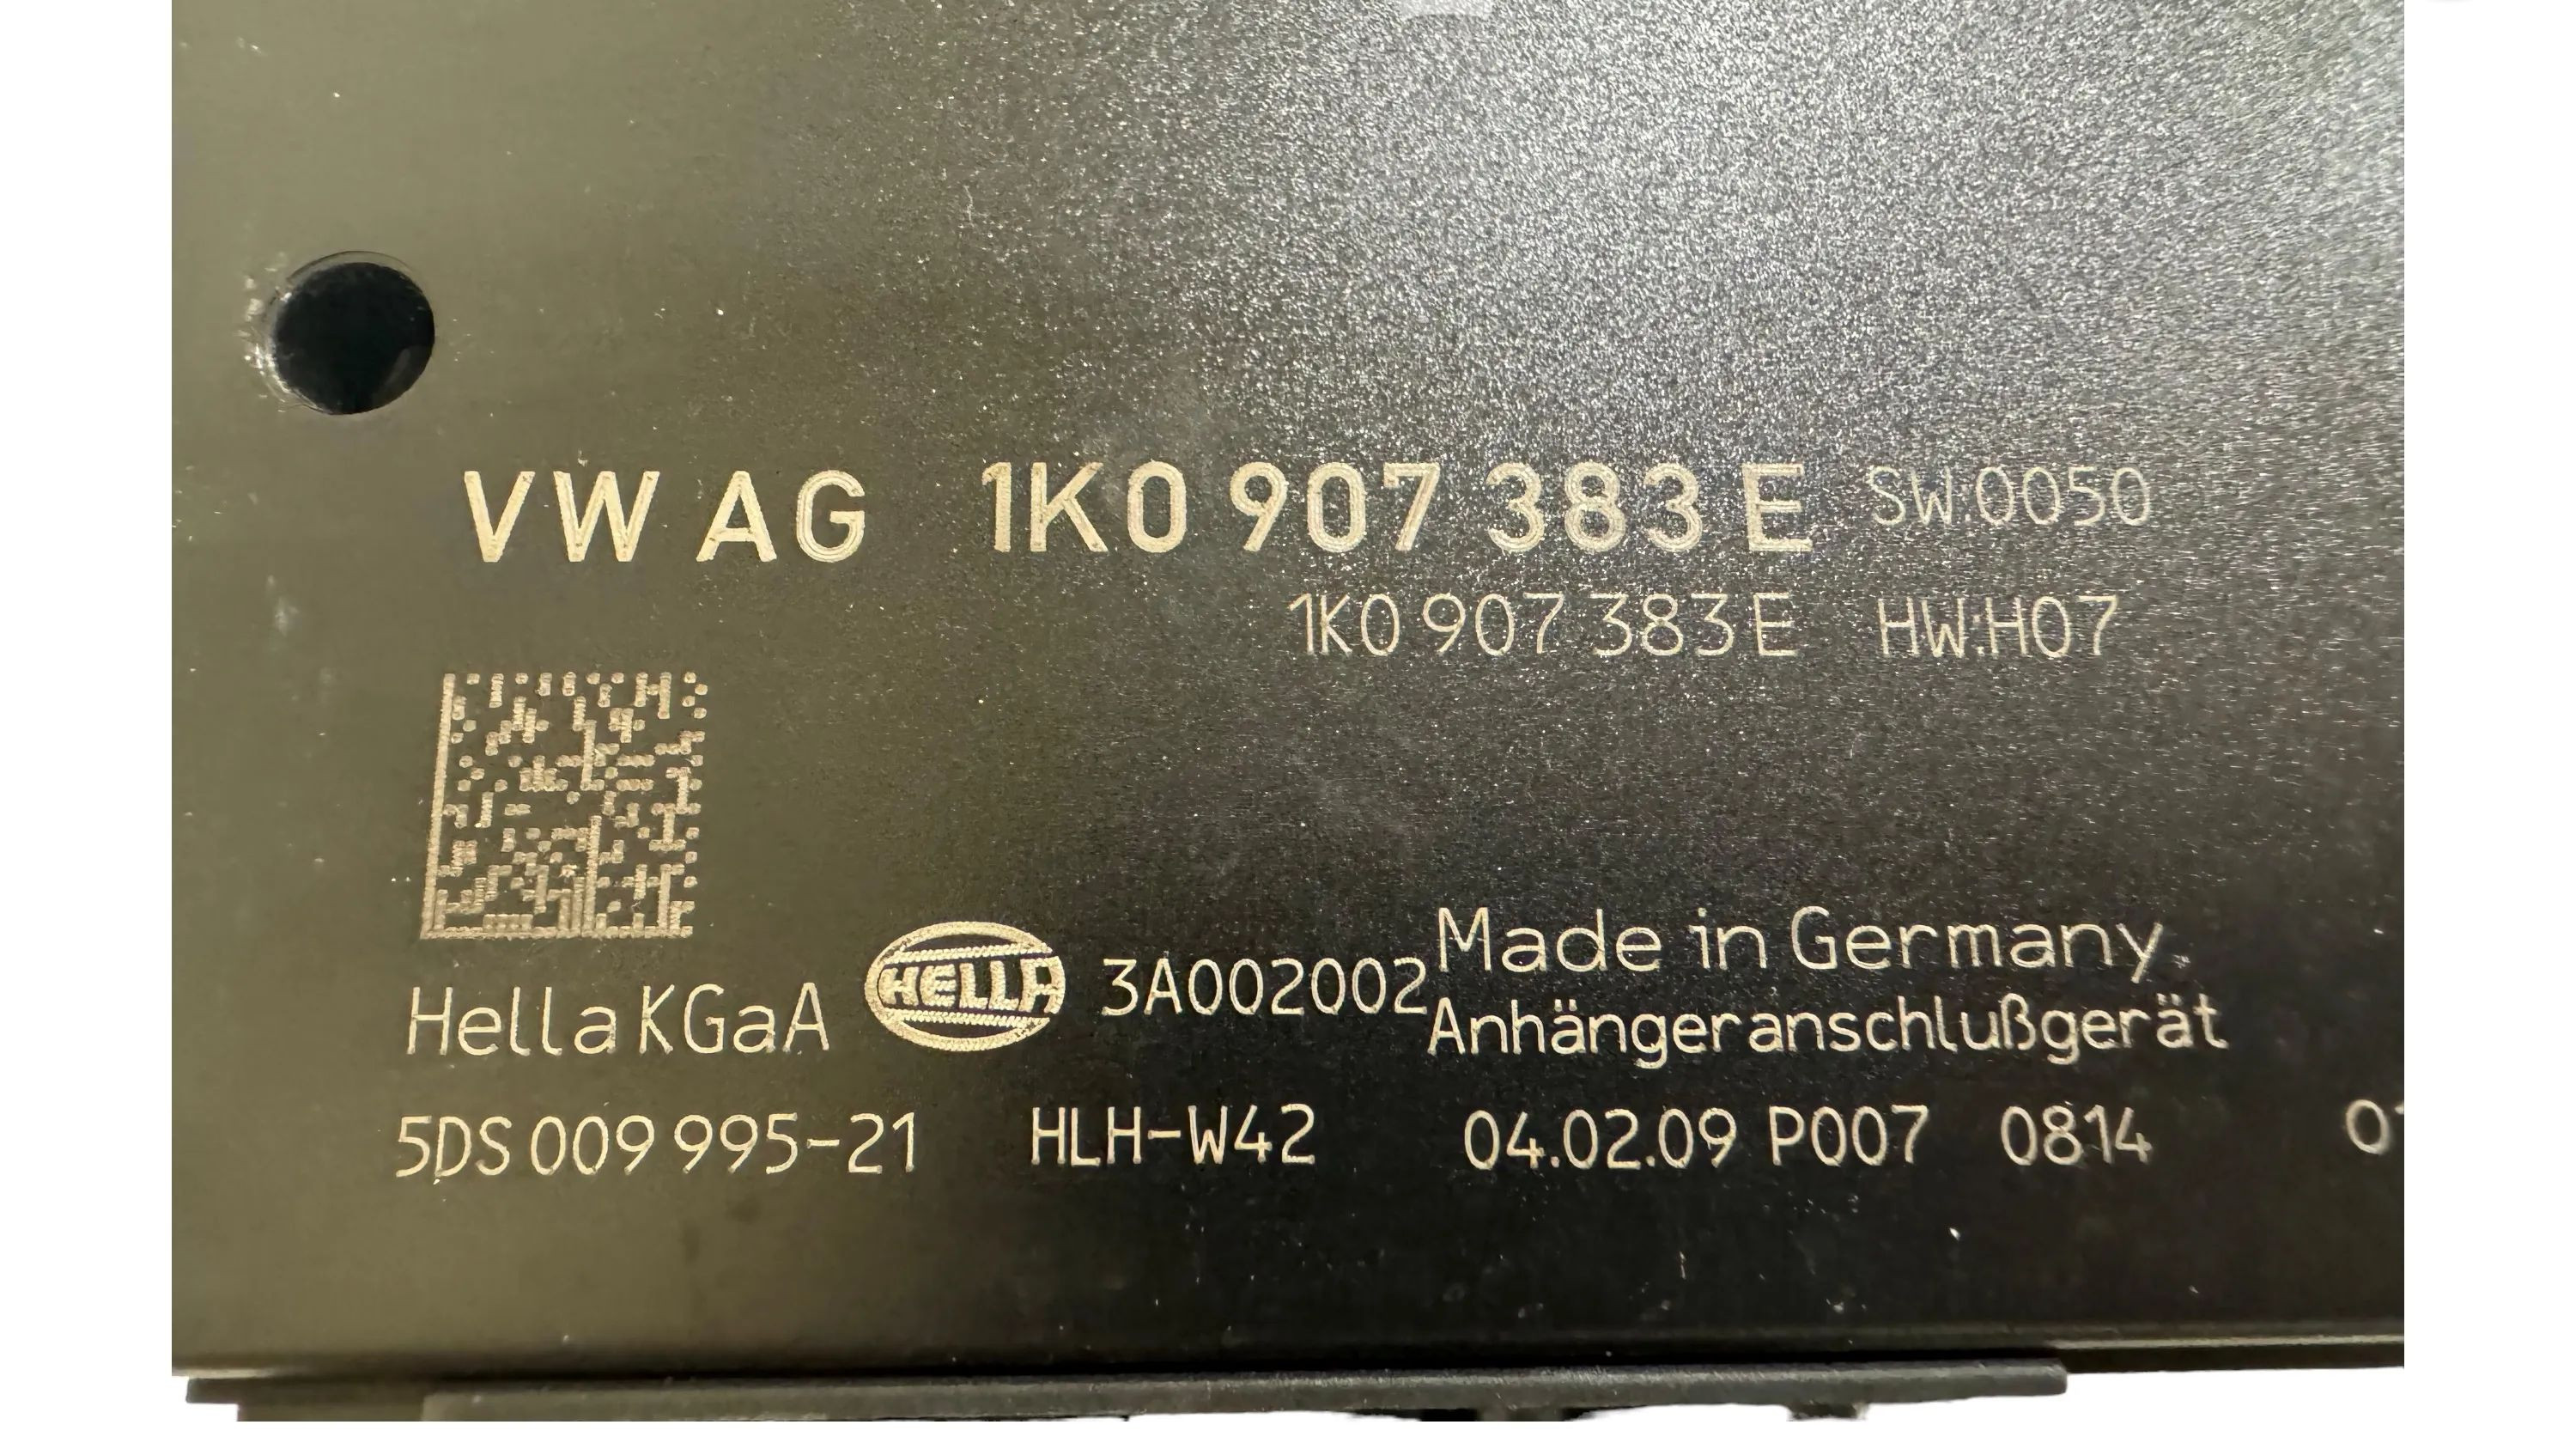 VW AG 1K0 907 383 E SW:0050
1K0 907 383 E HW:H07
Made in Germany
Hella KGaA HELLA 3A002002
Anhängeranschlußgerät
5DS 009 995-21 HLH-W42 04.02.09 P007 0814